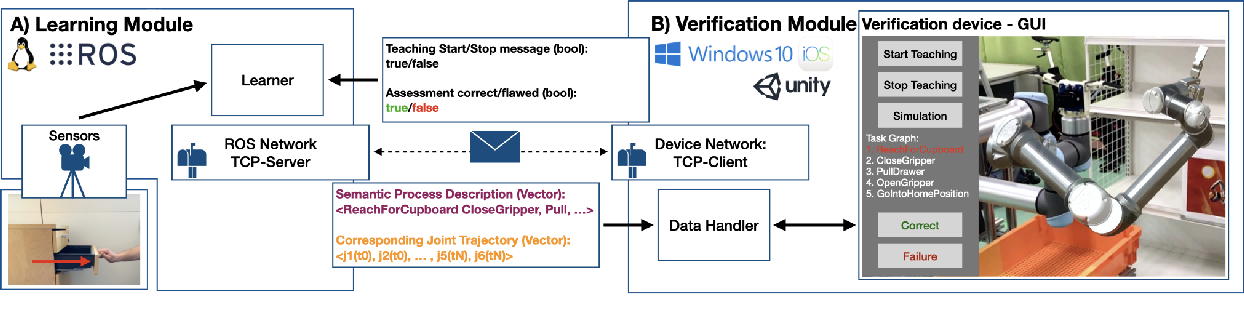 A) Learning Module
ROS
Learner
Sensors
ROS Network
TCP-Server
Teaching Start/Stop message (bool):
true/false
Assessment correct/flawed (bool):
true/false
Semantic Process Description (Vector):
<ReachForCupboard CloseGripper, Pull, ...>
Corresponding Joint Trajectory (Vector):
<j1(t0), j2(t0), ... , j5(tN), j6(tN)>
B) Verification Module
Windows 10
iOS
unity
Device Network:
TCP-Client
Data Handler
Verification device - GUI
Start Teaching
Stop Teaching
Simulation
Task Graph:
1. ReachForCupboard
2. CloseGripper
3. PullDrawer
4. OpenGripper
5. GoIntoHomePosition
Correct
Failure